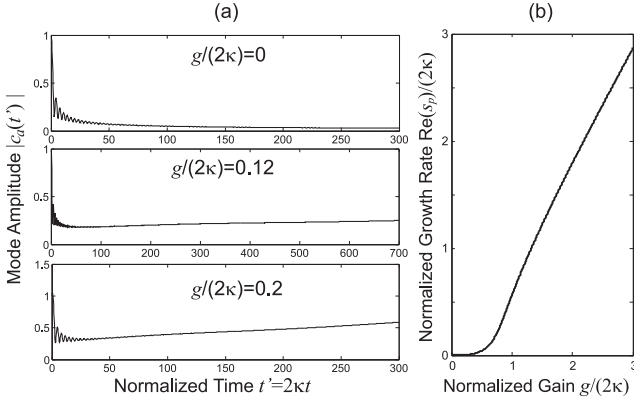 (a)
(b)
g/(2κ)=0
1
0.5
0
0 50 100 150 200 250 300
g/(2κ)=0.12
1
0.5
0
0 100 200 300 400 500 600 700
g/(2κ)=0.2
1.5
1
0.5
0
0 50 100 150 200 250 300
Mode Amplitude |c_a(t')|
Normalized Time t'=2κt
3
2
1
0
0 1 2 3
Normalized Growth Rate Re(s_p)/(2κ)
Normalized Gain g/(2κ)